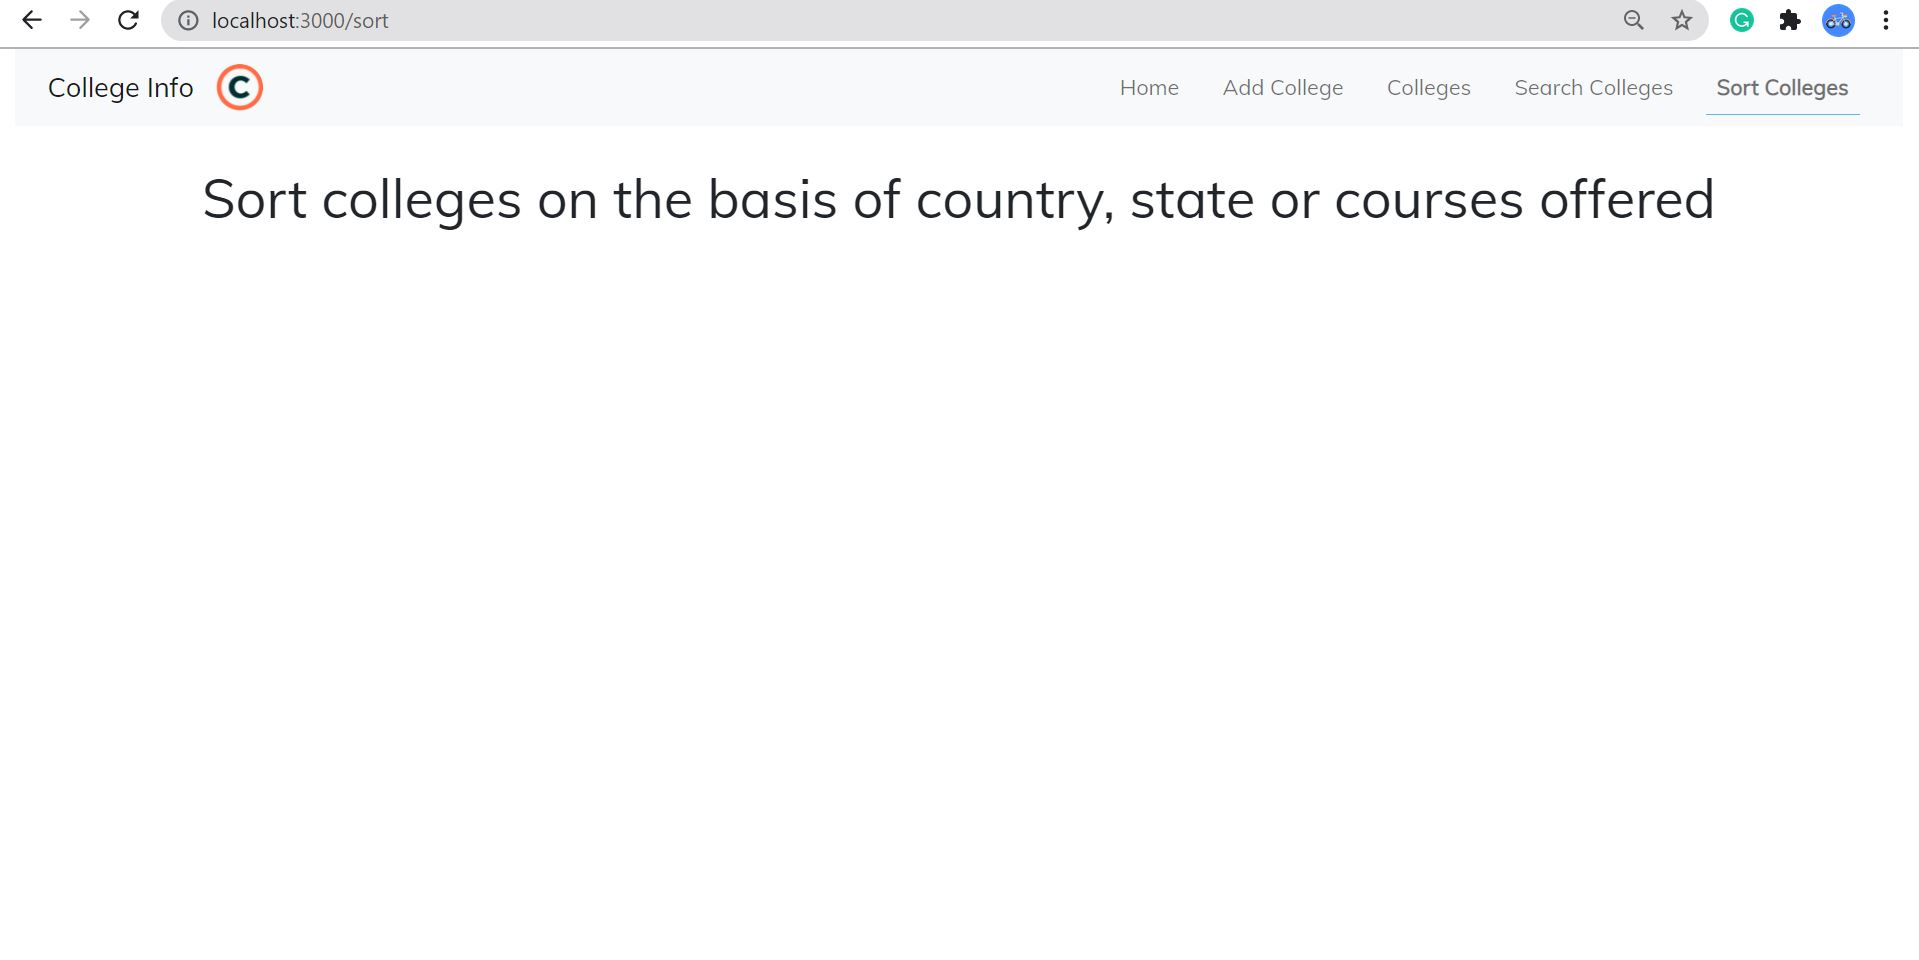 localhost:3000/sort
College Info C Home Add College Colleges Search Colleges Sort Colleges
Sort colleges on the basis of country, state or courses offered